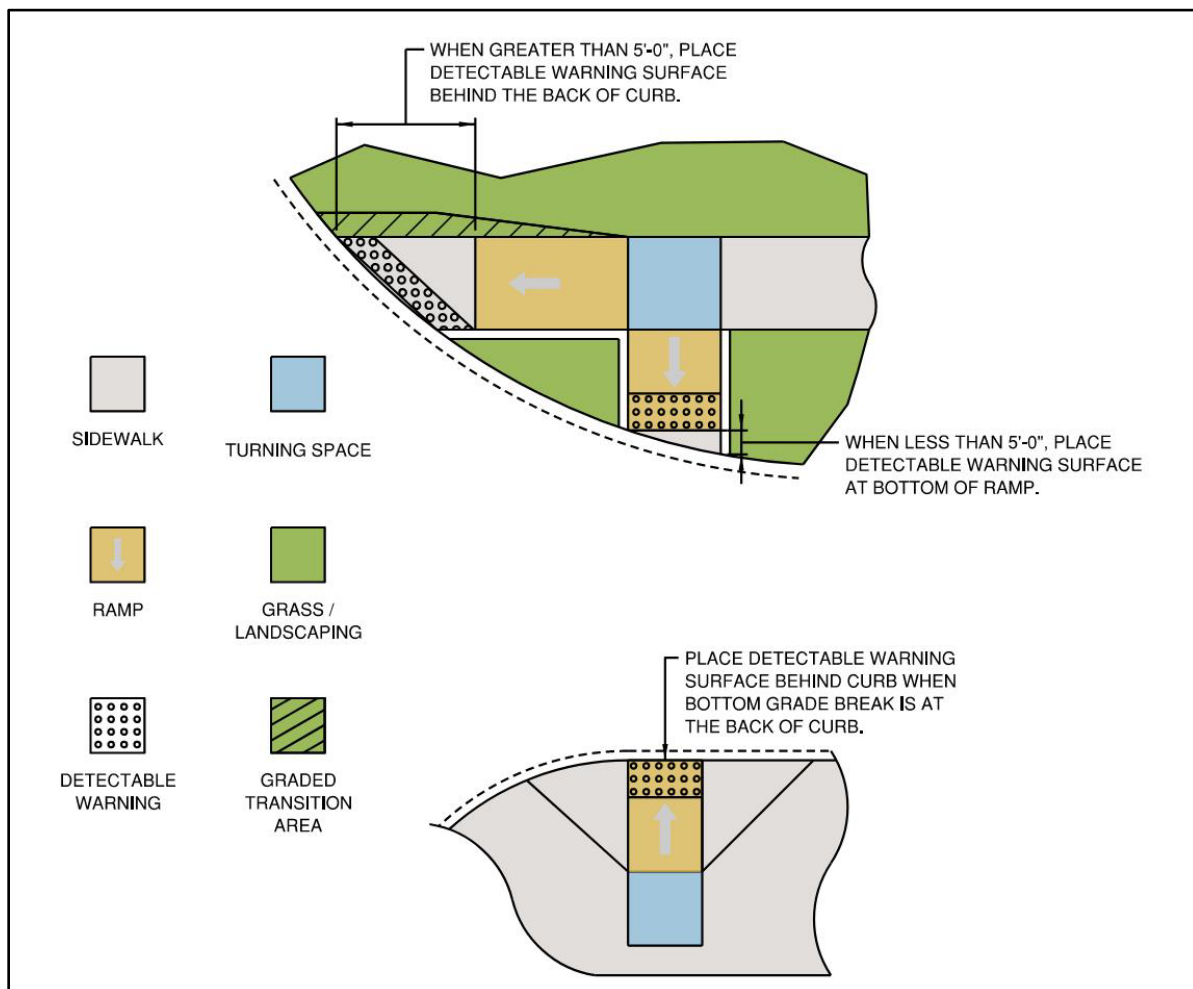 WHEN GREATER THAN 5'-0", PLACE
DETECTABLE WARNING SURFACE
BEHIND THE BACK OF CURB.
SIDEWALK
TURNING SPACE
WHEN LESS THAN 5'-0", PLACE
DETECTABLE WARNING SURFACE
AT BOTTOM OF RAMP.
RAMP
GRASS /
LANDSCAPING
DETECTABLE
WARNING
GRADED
TRANSITION
AREA
PLACE DETECTABLE WARNING
SURFACE BEHIND CURB WHEN
BOTTOM GRADE BREAK IS AT
THE BACK OF CURB.